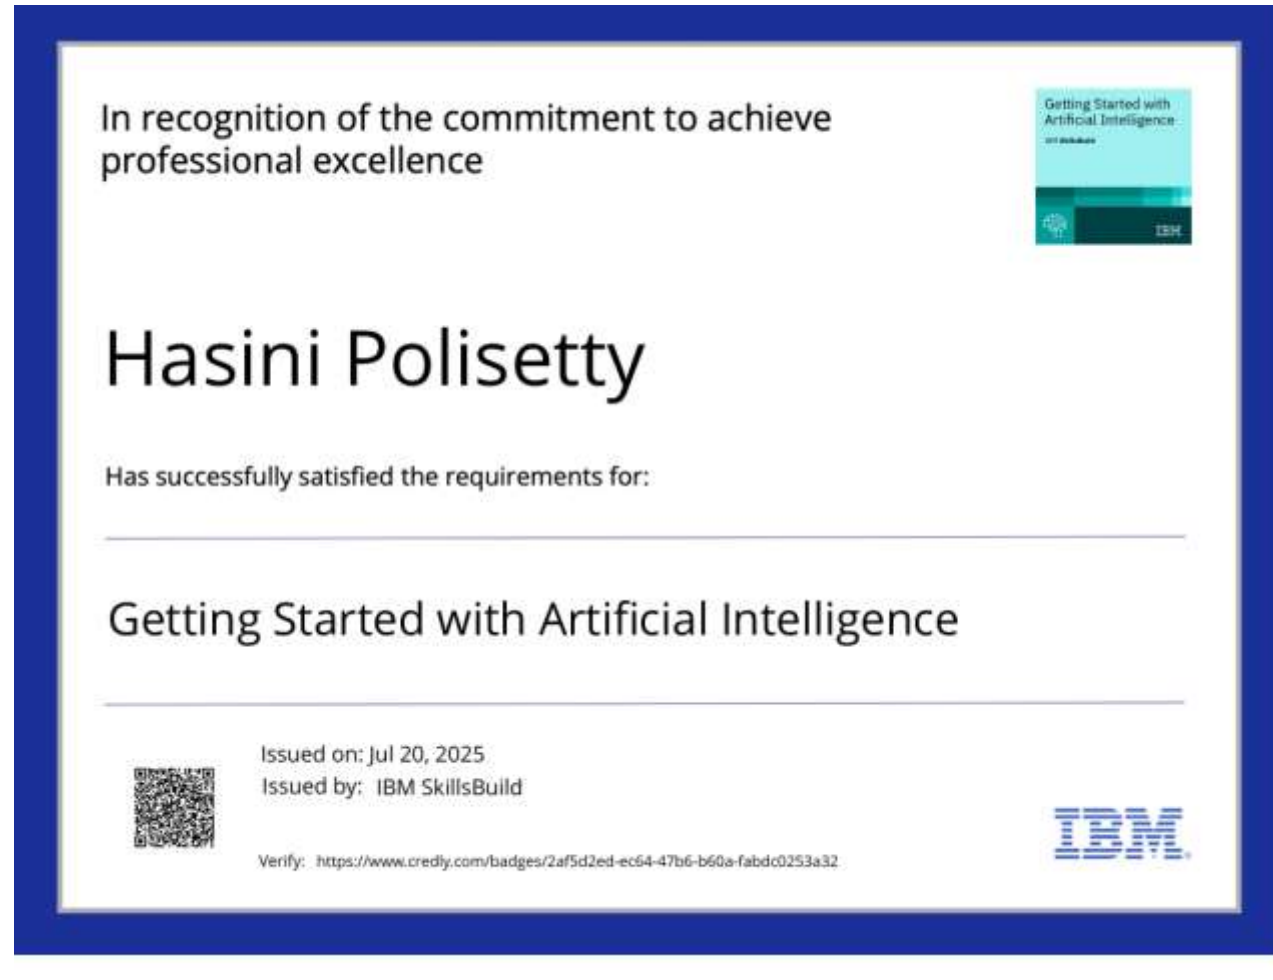 In recognition of the commitment to achieve
professional excellence
Getting Started with
Artificial Intelligence
IBM SkillsBuild
IBM
Hasini Polisetty
Has successfully satisfied the requirements for:
Getting Started with Artificial Intelligence
Issued on: Jul 20, 2025
Issued by: IBM SkillsBuild
Verify: https://www.credly.com/badges/2af5d2ed-ec64-47b6-b60a-fabdc0253a32
IBM.